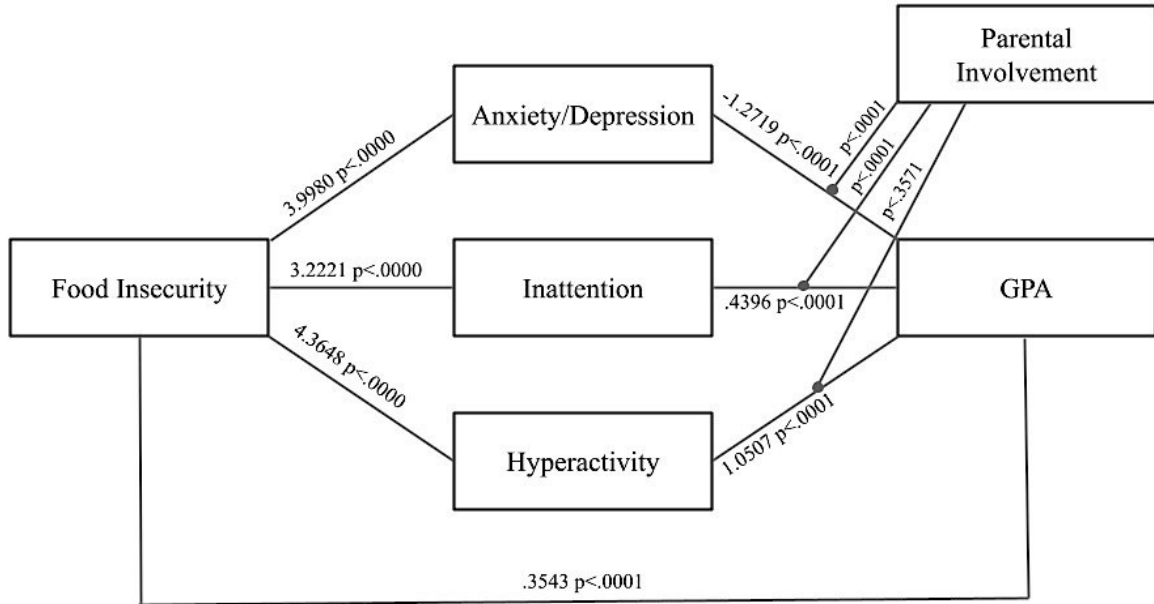 Parental
Involvement
Anxiety/Depression
-1.2719 p<.0001
p<.0001
p<.0001
p<.3571
3.9980 p<.0000
Food Insecurity
3.2221 p<.0000
Inattention
.4396 p<.0001
GPA
4.3648 p<.0000
Hyperactivity
1.0507 p<.0001
.3543 p<.0001